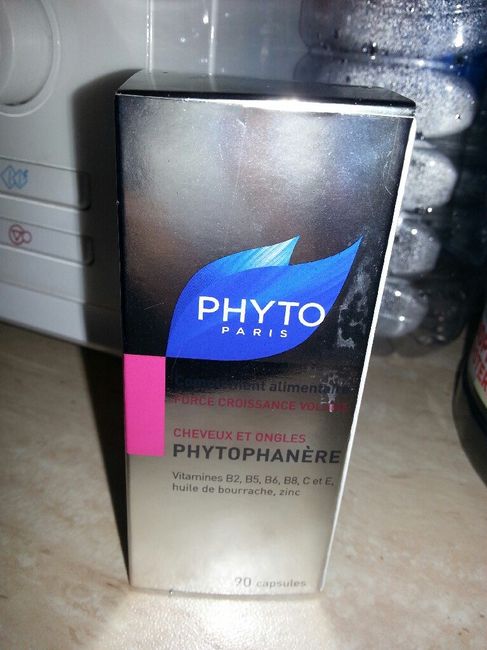 PHYTO
PARIS
Complément alimentaire
FORCE CROISSANCE VOLUME
CHEVEUX ET ONGLES
PHYTOPHANÈRE
Vitamines B2, B5, B6, B8, C et E,
huile de bourrache, zinc
90 capsules